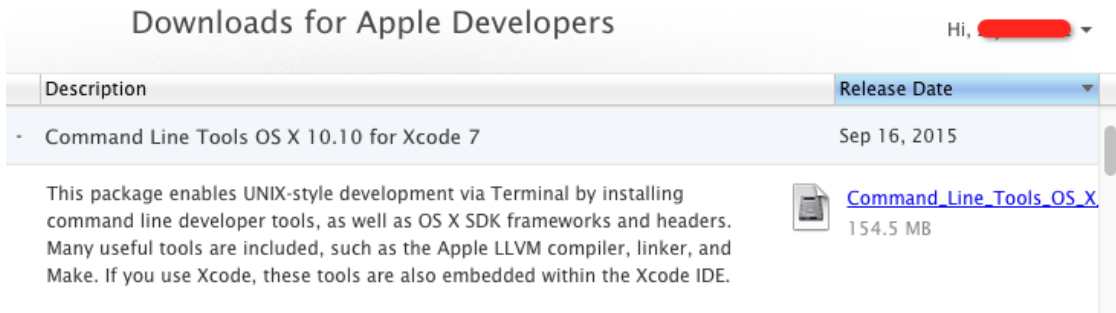 Downloads for Apple Developers
Hi,
Description
Release Date
- Command Line Tools OS X 10.10 for Xcode 7
Sep 16, 2015
This package enables UNIX-style development via Terminal by installing
command line developer tools, as well as OS X SDK frameworks and headers.
Many useful tools are included, such as the Apple LLVM compiler, linker, and
Make. If you use Xcode, these tools are also embedded within the Xcode IDE.
Command_Line_Tools_OS_X
154.5 MB